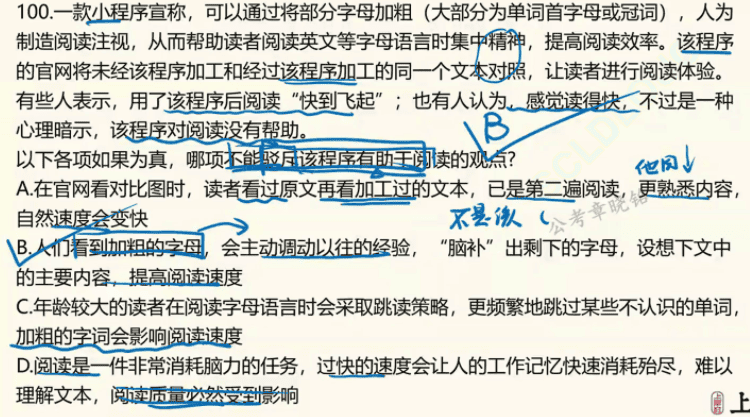 100.一款小程序宣称，可以通过将部分字母加粗（大部分为单词首字母或冠词），人为
制造阅读注视，从而帮助读者阅读英文等字母语言时集中精神，提高阅读效率。该程序
的官网将未经该程序加工和经过该程序加工的同一个文本对照，让读者进行阅读体验。
有些人表示，用了该程序后阅读“快到飞起”；也有人认为，感觉读得快，不过是一种
心理暗示，该程序对阅读没有帮助。
B
以下各项如果为真，哪项不能驳斥该程序有助于阅读的观点?
他因
A.在官网看对比图时，读者看过原文再看加工过的文本，已是第二遍阅读，更熟悉内容，
自然速度会变快
不是
公考章晓铭
B.人们看到加粗的字母，会主动调动以往的经验，“脑补”出剩下的字母，设想下文中
的主要内容，提高阅读速度
C.年龄较大的读者在阅读字母语言时会采取跳读策略，更频繁地跳过某些不认识的单词，
加粗的字词会影响阅读速度
D.阅读是一件非常消耗脑力的任务，过快的速度会让人的工作记忆快速消耗殆尽，难以
理解文本，阅读质量必然受到影响
上